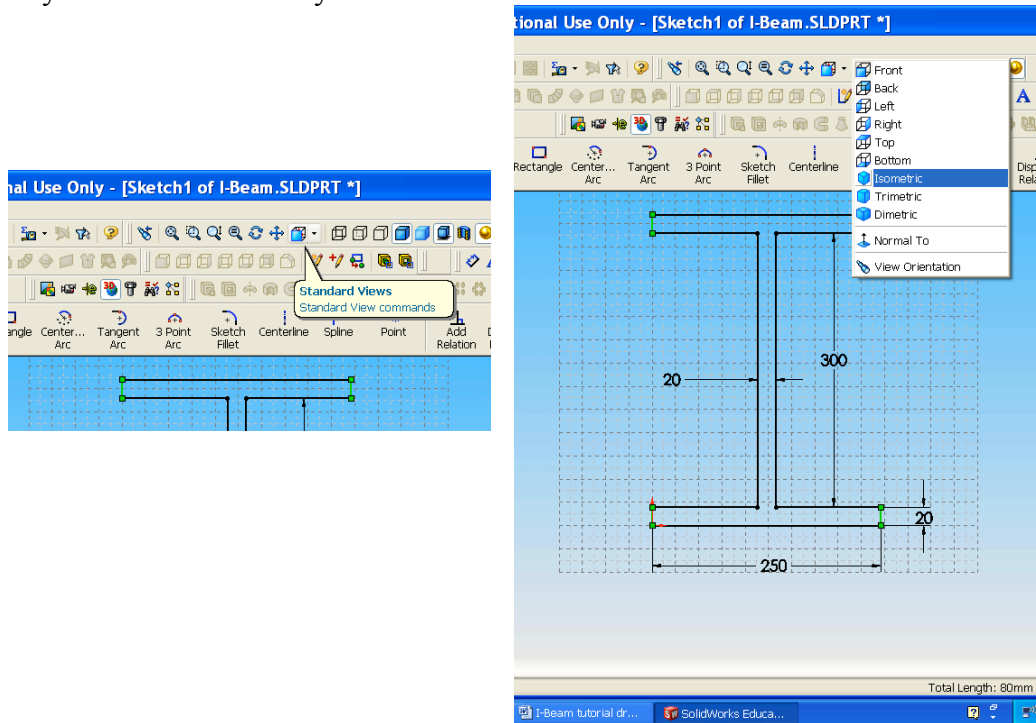 nal Use Only - [Sketch1 of I-Beam.SLDPRT *]
Standard Views
Standard View commands
angle Center... Tangent 3 Point Sketch Centerline Spline Point Add
Arc Arc Arc Fillet Relation
tional Use Only - [Sketch1 of I-Beam.SLDPRT *]
Front
Back
Left
Right
Top
Bottom
Isometric
Trimetric
Dimetric
Normal To
View Orientation
A
3D
Rectangle Center... Tangent 3 Point Sketch Centerline Disp
Arc Arc Arc Fillet Rela
300
20
20
250
Total Length: 80mm
I-Beam tutorial dr... SolidWorks Educa...